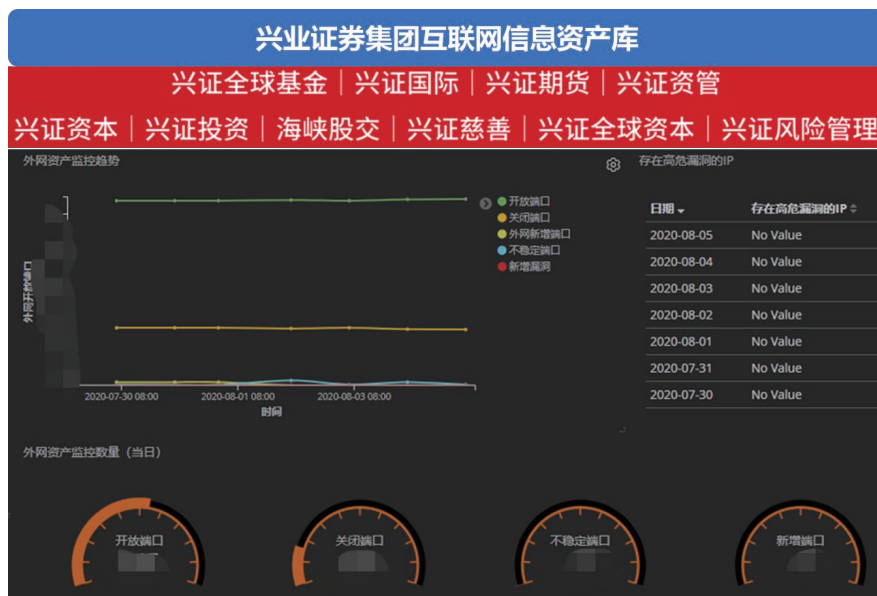 兴业证券集团互联网信息资产库
兴证全球基金｜兴证国际｜兴证期货｜兴证资管
兴证资本｜兴证投资｜海峡股交｜兴证慈善｜兴证全球资本｜兴证风险管理
外网资产监控趋势
外网开放端口
开放端口
关闭端口
外网新增端口
不稳定端口
新增漏洞
2020-07-30 08:00 2020-08-01 08:00 2020-08-03 08:00
时间
存在高危漏洞的IP
日期 存在高危漏洞的IP
2020-08-05 No Value
2020-08-04 No Value
2020-08-03 No Value
2020-08-02 No Value
2020-08-01 No Value
2020-07-31 No Value
2020-07-30 No Value
外网资产监控数量（当日）
开放端口 关闭端口 不稳定端口 新增端口